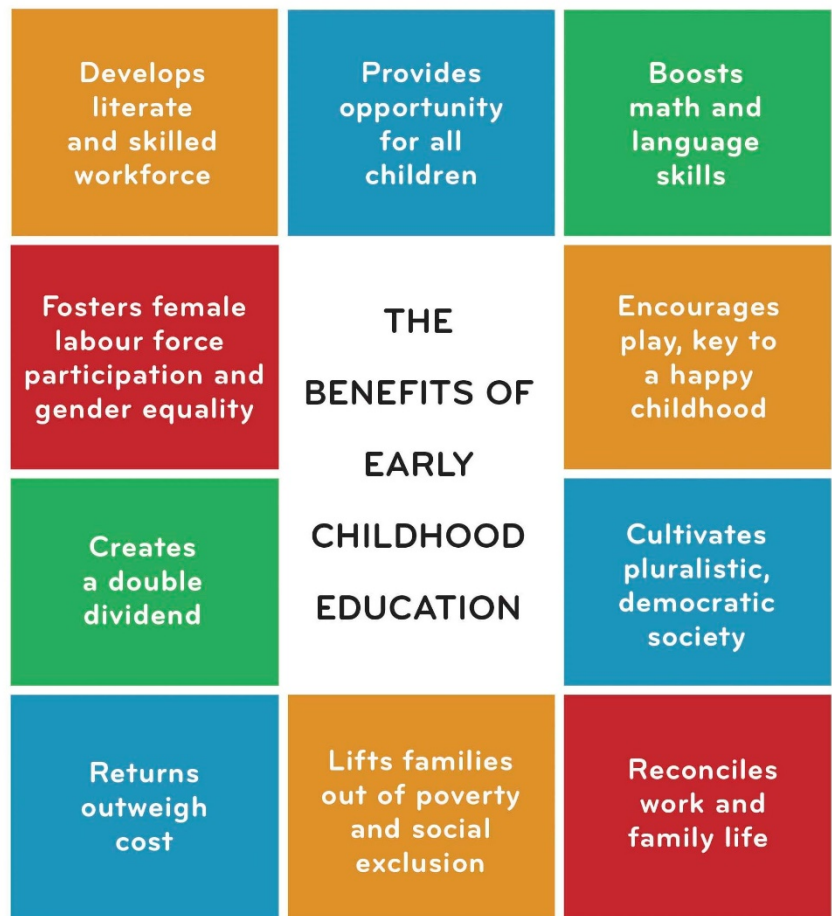 Develops
literate
and skilled
workforce
Provides
opportunity
for all
children
Boosts
math and
language
skills
Fosters female
labour force
participation and
gender equality
THE
BENEFITS OF
EARLY
CHILDHOOD
EDUCATION
Encourages
play, key to
a happy
childhood
Creates
a double
dividend
Cultivates
pluralistic,
democratic
society
Returns
outweigh
cost
Lifts families
out of poverty
and social
exclusion
Reconciles
work and
family life